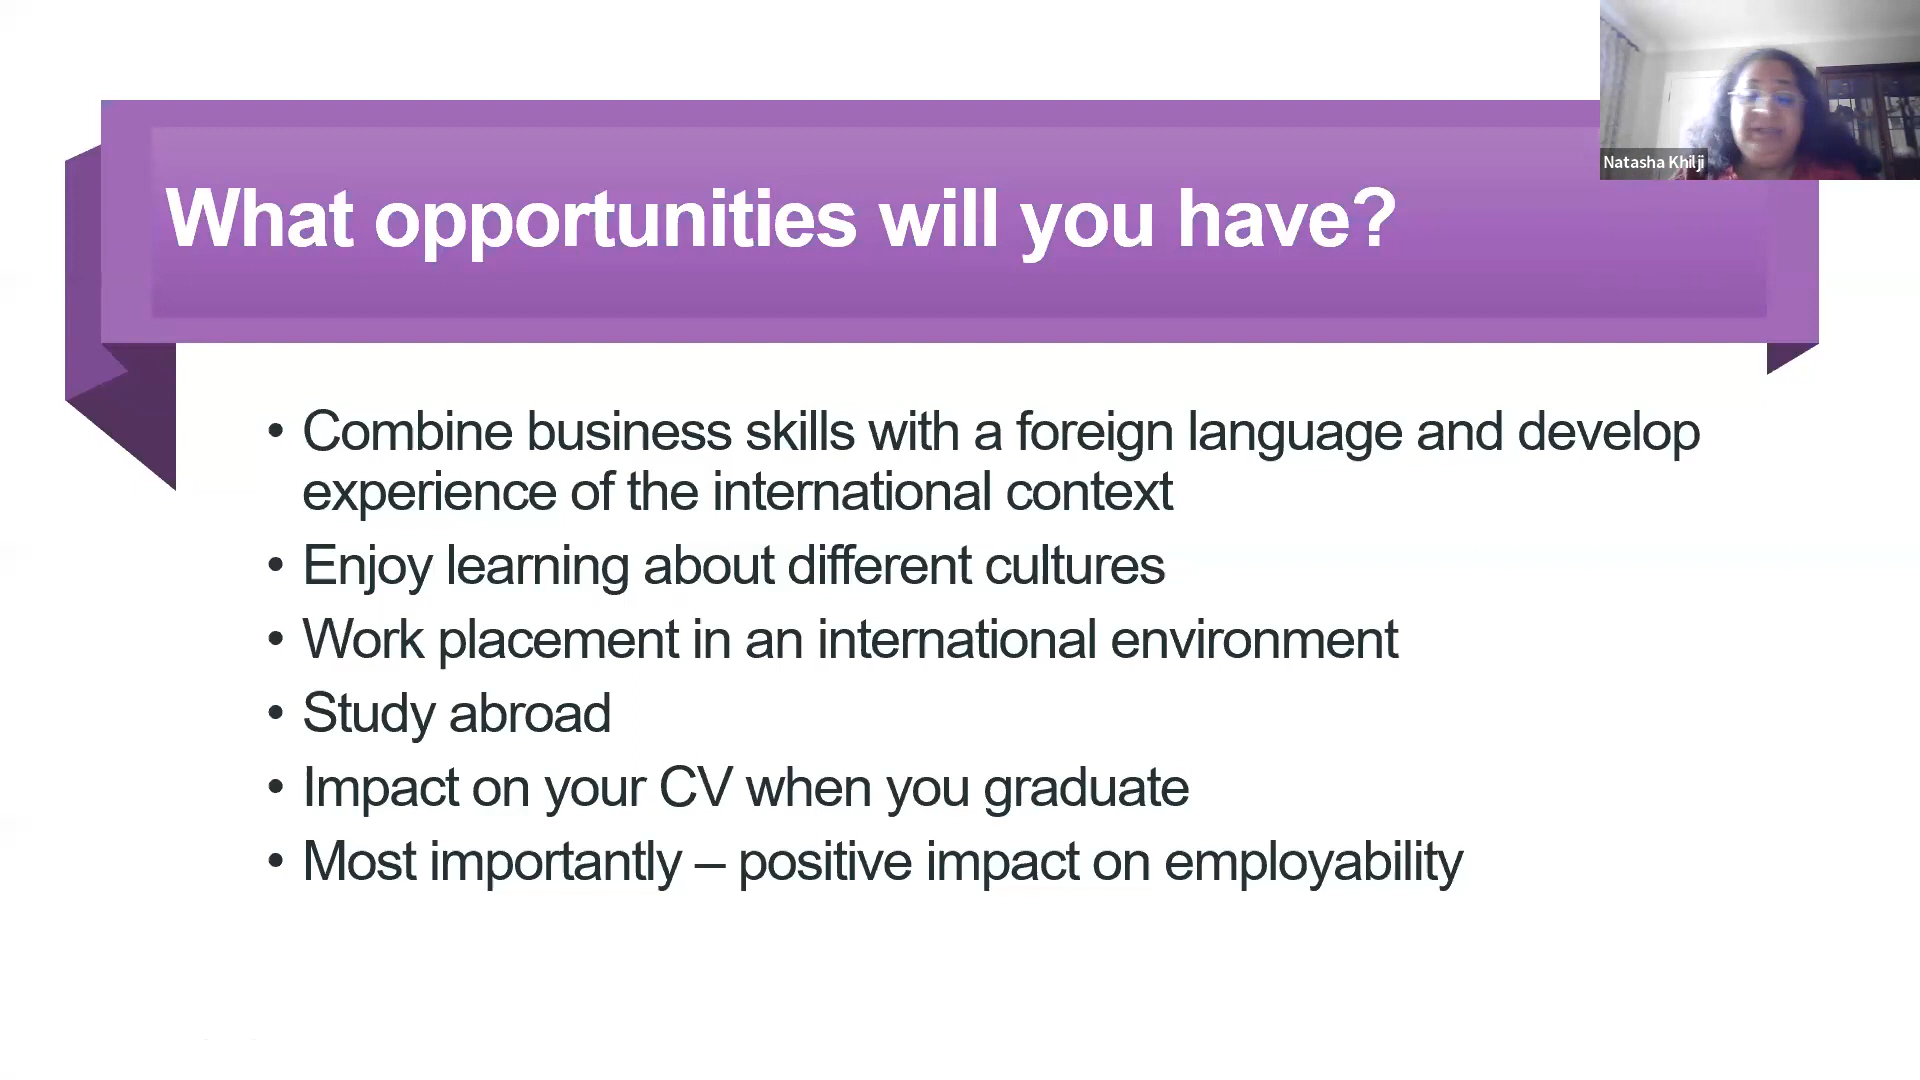 Natasha Khilji
What opportunities will you have?
• Combine business skills with a foreign language and develop
experience of the international context
• Enjoy learning about different cultures
• Work placement in an international environment
• Study abroad
• Impact on your CV when you graduate
• Most importantly – positive impact on employability